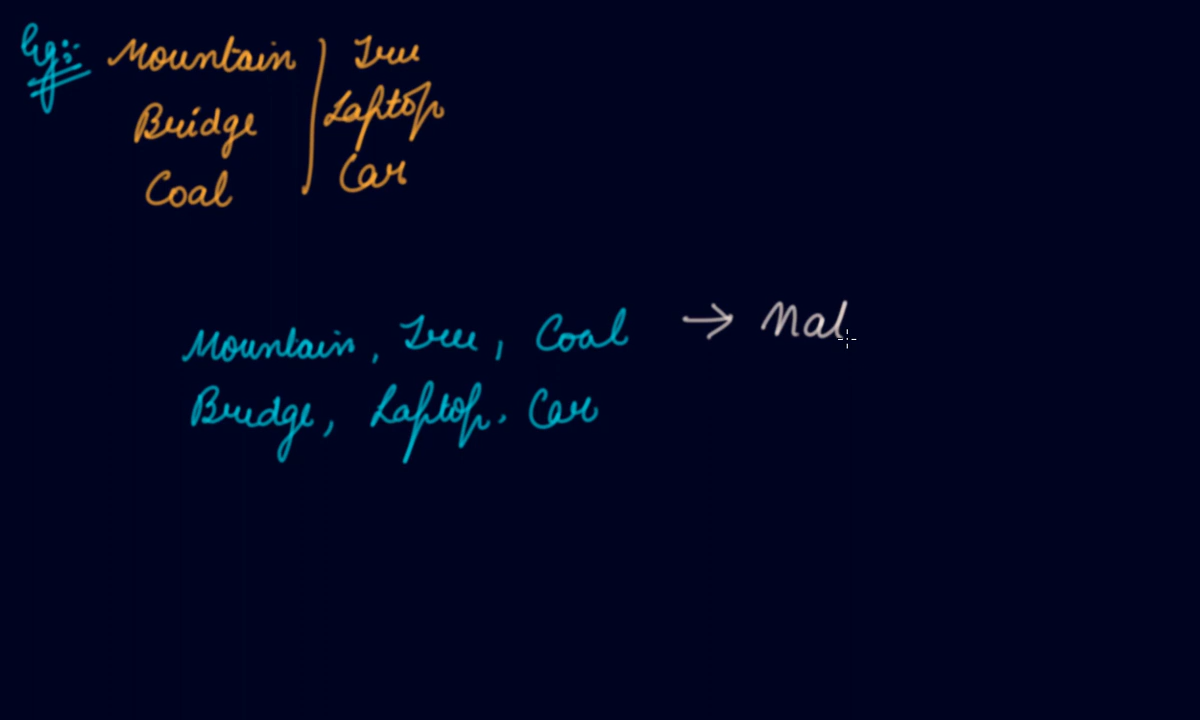 Eg:-
Mountain
Bridge
Coal
Tree
Laptop
Car
Mountain, Tree, Coal → Nat
Bridge, Laptop, Car